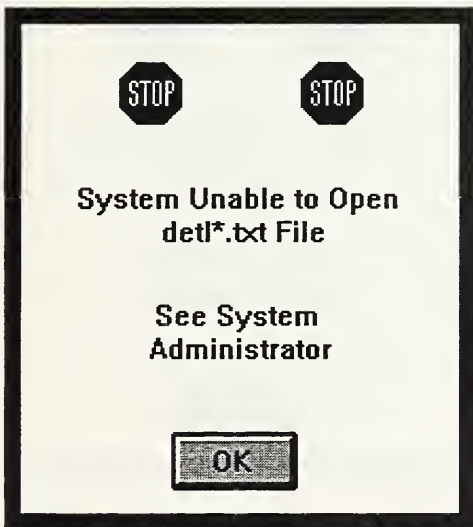 STOP STOP
System Unable to Open
detl*.txt File
See System
Administrator
OK